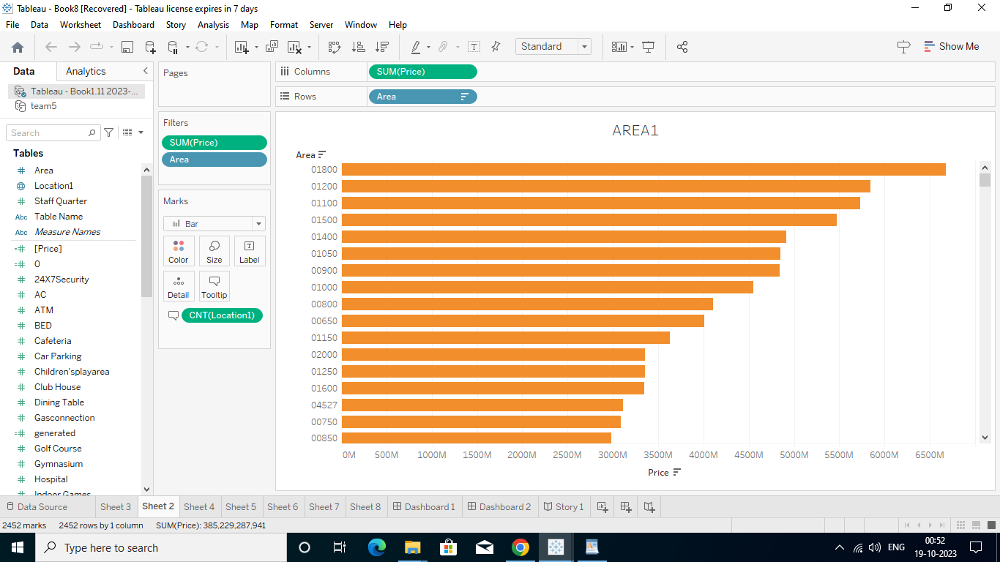 Tableau - Book8 [Recovered] - Tableau license expires in 7 days
File Data Worksheet Dashboard Story Analysis Map Format Server Window Help
Standard
Show Me
Data Analytics
Tableau - Book1.11 2023-...
team5
Search
Tables
Area
Location1
Staff Quarter
Abc Table Name
Abc Measure Names
[Price]
0
24X7Security
AC
ATM
BED
Cafeteria
Car Parking
Children'splayarea
Club House
Dining Table
Gasconnection
generated
Golf Course
Gymnasium
Hospital
Indoor Games
Pages
Filters
SUM(Price)
Area
Marks
Bar
Color Size Label
Detail Tooltip
CNT(Location1)
Columns SUM(Price)
Rows Area
AREA1
Area
01800
01200
01100
01500
01400
01050
00900
01000
00800
00650
01150
02000
01250
01600
04527
00750
00850
0M 500M 1000M 1500M 2000M 2500M 3000M 3500M 4000M 4500M 5000M 5500M 6000M 6500M
Price
Data Source Sheet 3 Sheet 2 Sheet 4 Sheet 5 Sheet 6 Sheet 7 Sheet 8 Dashboard 1 Dashboard 2 Story 1
2452 marks 2452 rows by 1 column SUM(Price): 385,229,287,941
Type here to search
ENG
00:52
19-10-2023